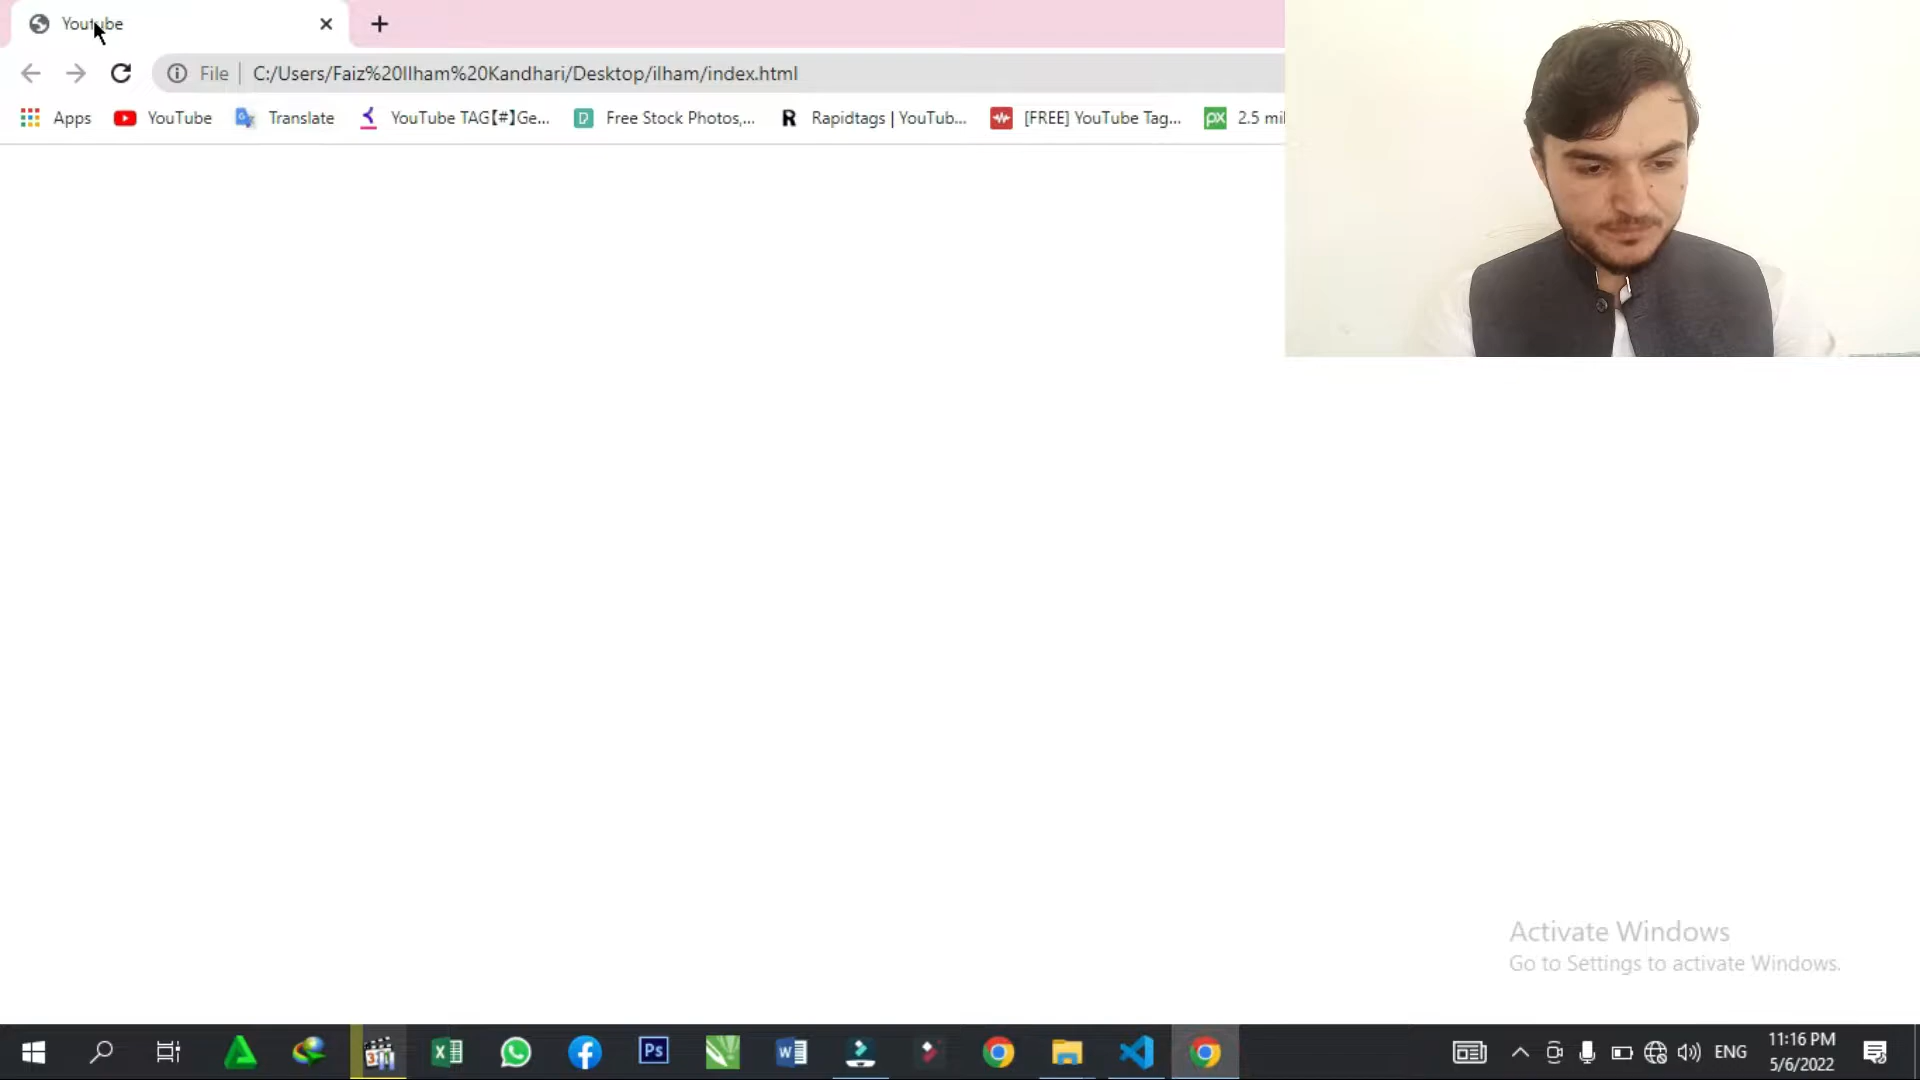 Youtube
File C:/Users/Faiz%20Ilham%20Kandhari/Desktop/ilham/index.html
Apps YouTube Translate YouTube TAG【#】Ge... Free Stock Photos,... R Rapidtags | YouTub... [FREE] YouTube Tag... px 2.5 mil
Activate Windows
Go to Settings to activate Windows.
Ps ENG 11:16 PM
5/6/2022